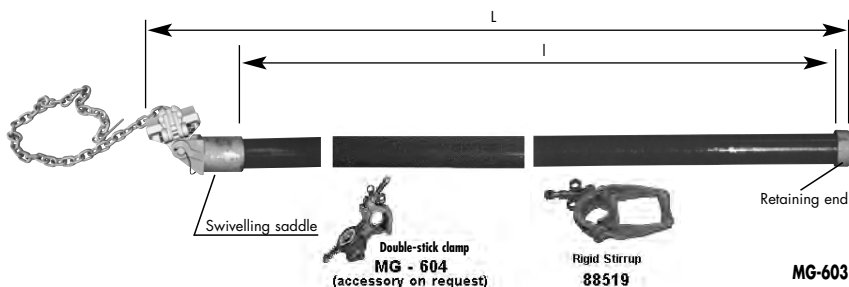 L
l
Swivelling saddle
Retaining end
Double-stick clamp
MG - 604
(accessory on request)
Rigid Stirrup
88519
MG-603